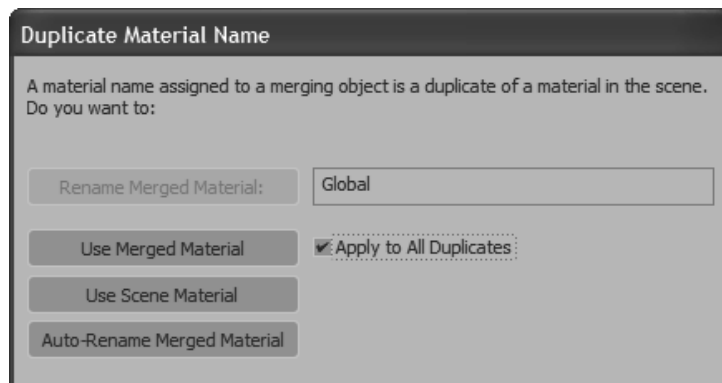 Duplicate Material Name
A material name assigned to a merging object is a duplicate of a material in the scene.
Do you want to:
Rename Merged Material:
Global
Use Merged Material
Apply to All Duplicates
Use Scene Material
Auto-Rename Merged Material